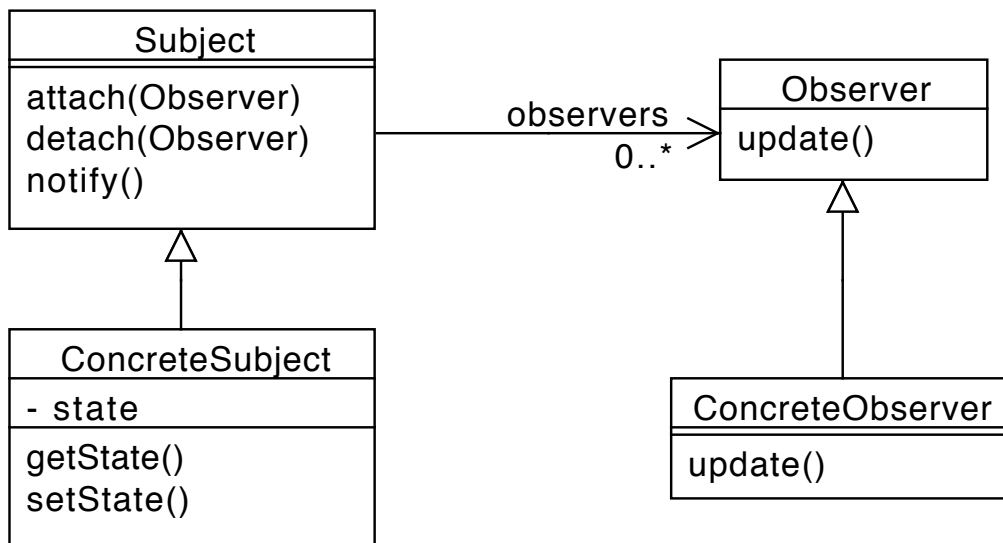 Subject
attach(Observer)
detach(Observer)
notify()
observers
0..*
Observer
update()
ConcreteSubject
- state
getState()
setState()
ConcreteObserver
update()